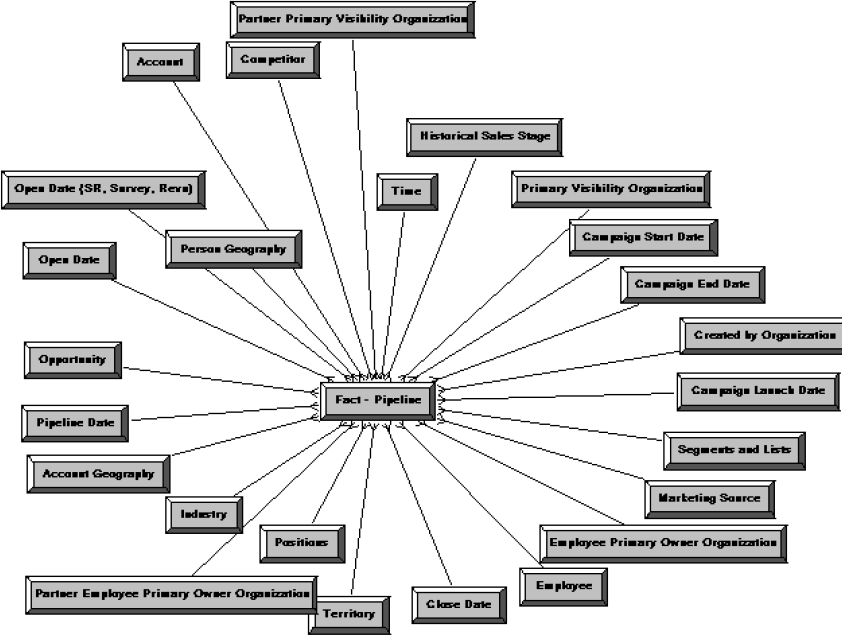 Partner Primary Visibility Organization
Account
Competitor
Historical Sales Stage
Open Date (SR, Survey, Revn)
Time
Primary Visibility Organization
Person Geography
Campaign Start Date
Open Date
Campaign End Date
Created by Organization
Opportunity
Fact - Pipeline
Campaign Launch Date
Pipeline Date
Segments and Lists
Account Geography
Marketing Source
Industry
Positions
Employee Primary Owner Organization
Partner Employee Primary Owner Organization
Employee
Territory
Close Date